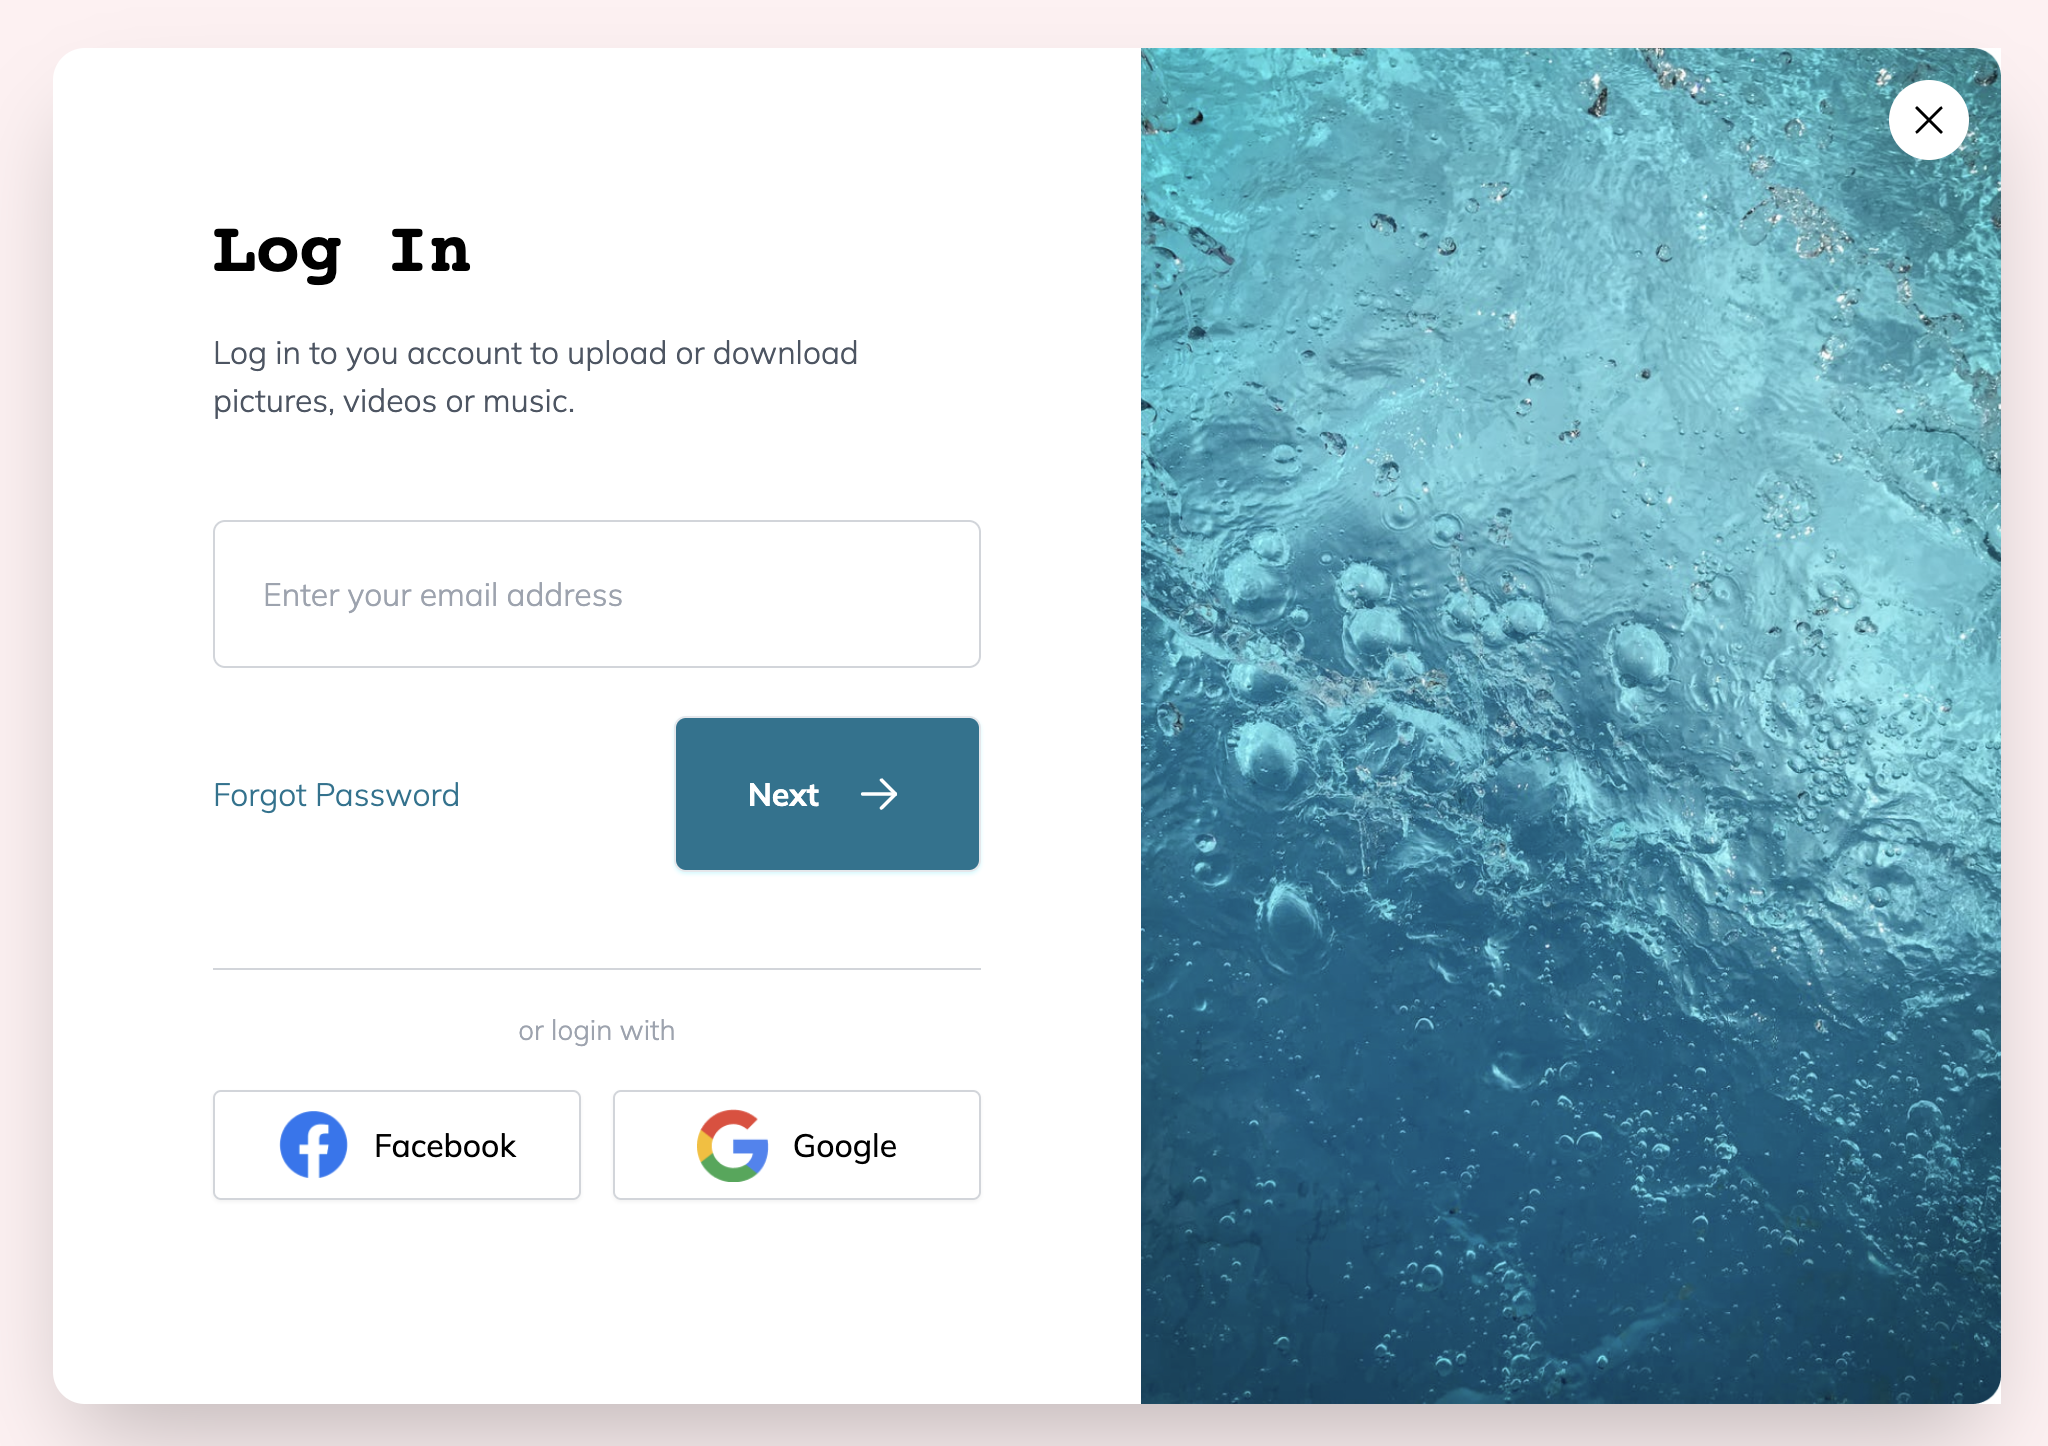 Log In
Log in to you account to upload or download
pictures, videos or music.
Enter your email address
Forgot Password
Next
or login with
Facebook
Google